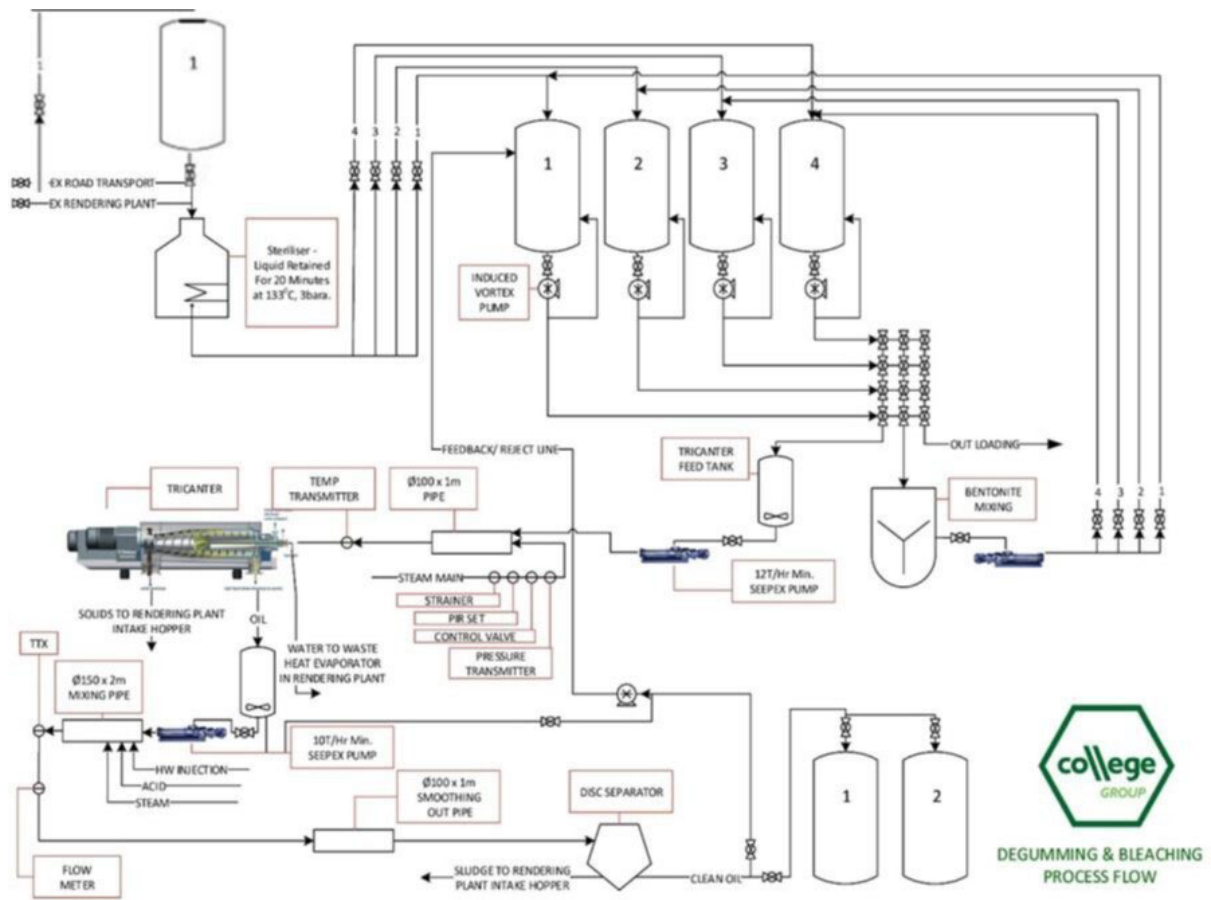 1
1
EX ROAD TRANSPORT
EX RENDERING PLANT
Steriliser -
Liquid Retained
For 20 Minutes
at 133°C, 3bara.
4
3
2
1
1
2
3
4
INDUCED
VORTEX
PUMP
FEEDBACK/ REJECT LINE
OUT LOADING
TRICANTER
FEED TANK
BENTONITE
MIXING
4
3
2
1
TRICANTER
TEMP
TRANSMITTER
Ø100 x 1m
PIPE
12T/Hr Min.
SEEPEX PUMP
STEAM MAIN
STRAINER
PIR SET
CONTROL VALVE
PRESSURE
TRANSMITTER
SOLIDS TO RENDERING PLANT
INTAKE HOPPER
OIL
WATER TO WASTE
HEAT EVAPORATOR
IN RENDERING PLANT
TTX
Ø150 x 2m
MIXING PIPE
10T/Hr Min.
SEEPEX PUMP
HW INJECTION
ACID
STEAM
Ø100 x 1m
SMOOTHING
OUT PIPE
DISC SEPARATOR
FLOW
METER
SLUDGE TO RENDERING
PLANT INTAKE HOPPER
CLEAN OIL
1
2
college
GROUP
DEGUMMING & BLEACHING
PROCESS FLOW